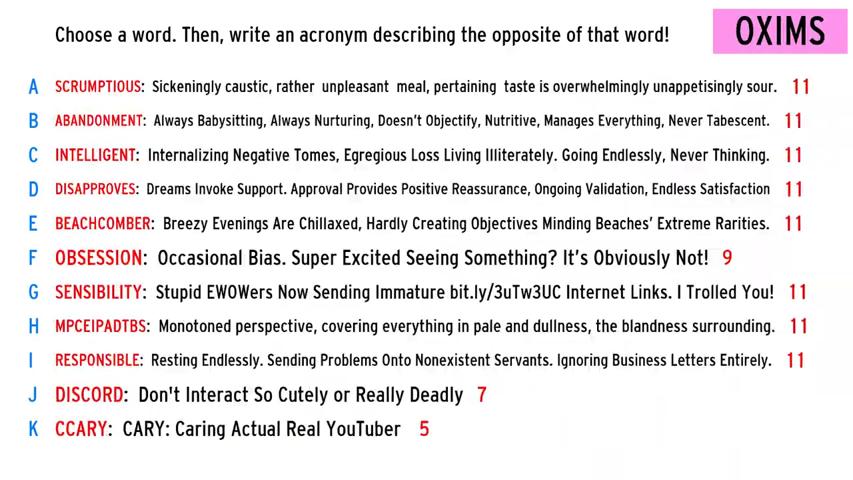 Choose a word. Then, write an acronym describing the opposite of that word!
OXIMS
A SCRUMPTIOUS: Sickeningly caustic, rather unpleasant meal, pertaining taste is overwhelmingly unappetisingly sour. 11
B ABANDONMENT: Always Babysitting, Always Nurturing, Doesn't Objectify, Nutritive, Manages Everything, Never Tabescent. 11
C INTELLIGENT: Internalizing Negative Tomes, Egregious Loss Living Illiterately. Going Endlessly, Never Thinking. 11
D DISAPPROVES: Dreams Invoke Support. Approval Provides Positive Reassurance, Ongoing Validation, Endless Satisfaction 11
E BEACHCOMBER: Breezy Evenings Are Chillaxed, Hardly Creating Objectives Minding Beaches' Extreme Rarities. 11
F OBSESSION: Occasional Bias. Super Excited Seeing Something? It's Obviously Not! 9
G SENSIBILITY: Stupid EWOWers Now Sending Immature bit.ly/3uTw3UC Internet Links. I Trolled You! 11
H MPCEIPADTBS: Monotoned perspective, covering everything in pale and dullness, the blandness surrounding. 11
I RESPONSIBLE: Resting Endlessly. Sending Problems Onto Nonexistent Servants. Ignoring Business Letters Entirely. 11
J DISCORD: Don't Interact So Cutely or Really Deadly 7
K CCARY: CARY: Caring Actual Real YouTuber 5